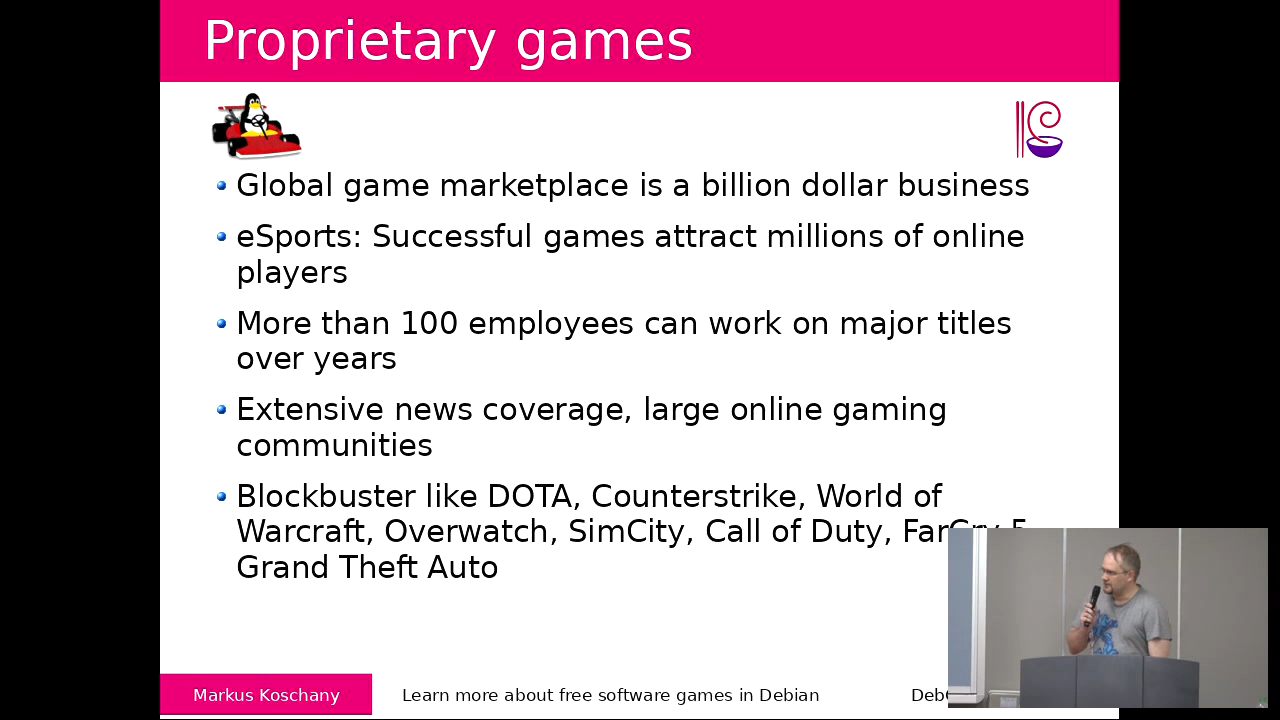 Proprietary games
Global game marketplace is a billion dollar business
eSports: Successful games attract millions of online
players
More than 100 employees can work on major titles
over years
Extensive news coverage, large online gaming
communities
Blockbuster like DOTA, Counterstrike, World of
Warcraft, Overwatch, SimCity, Call of Duty, FarCry 5
Grand Theft Auto
Markus Koschany
Learn more about free software games in Debian